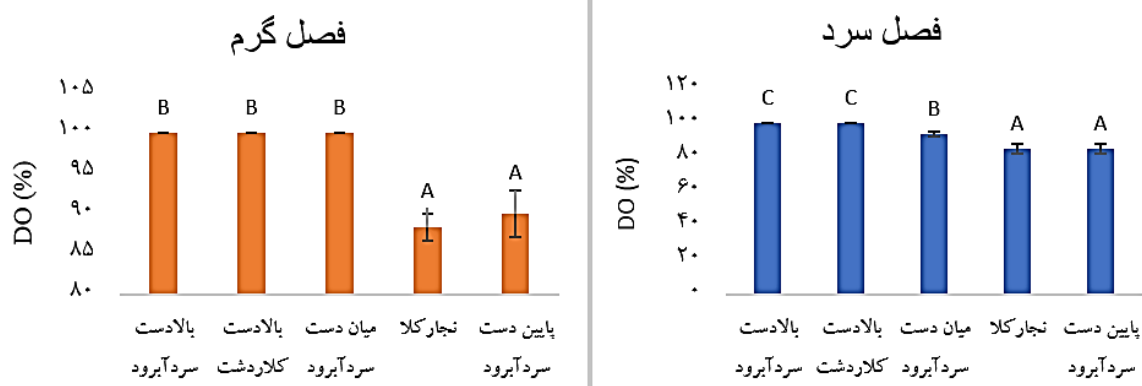 فصل گرم
۱۰۵
۱۰۰
۹۵
۹۰
۸۵
۸۰
DO (%)
B
B
B
A
A
بالادست سردآبرود
بالادست کلاردشت
میان دست سردآبرود
نجارکلا
پایین دست سردآبرود
فصل سرد
۱۲۰
۱۰۰
۸۰
۶۰
۴۰
۲۰
۰
DO (%)
C
C
B
A
A
بالادست سردآبرود
بالادست کلاردشت
میان دست سردآبرود
نجارکلا
پایین دست سردآبرود